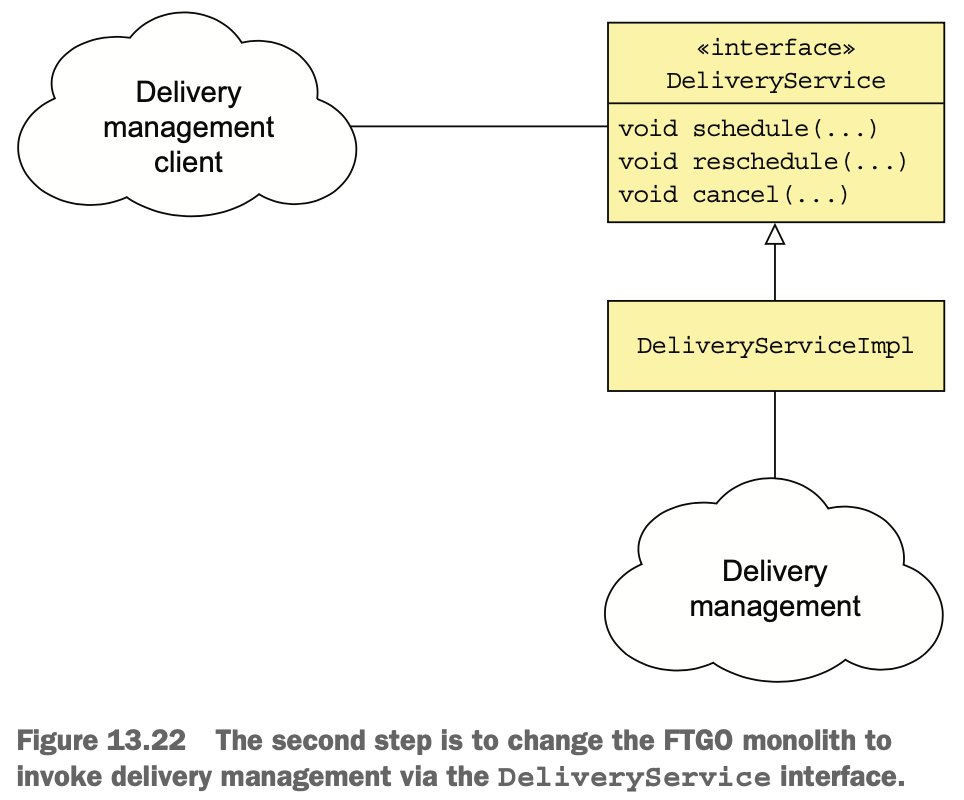 Delivery
management
client
«interface»
DeliveryService
void schedule(...)
void reschedule(...)
void cancel(...)
DeliveryServiceImpl
Delivery
management
Figure 13.22 The second step is to change the FTGO monolith to
invoke delivery management via the DeliveryService interface.